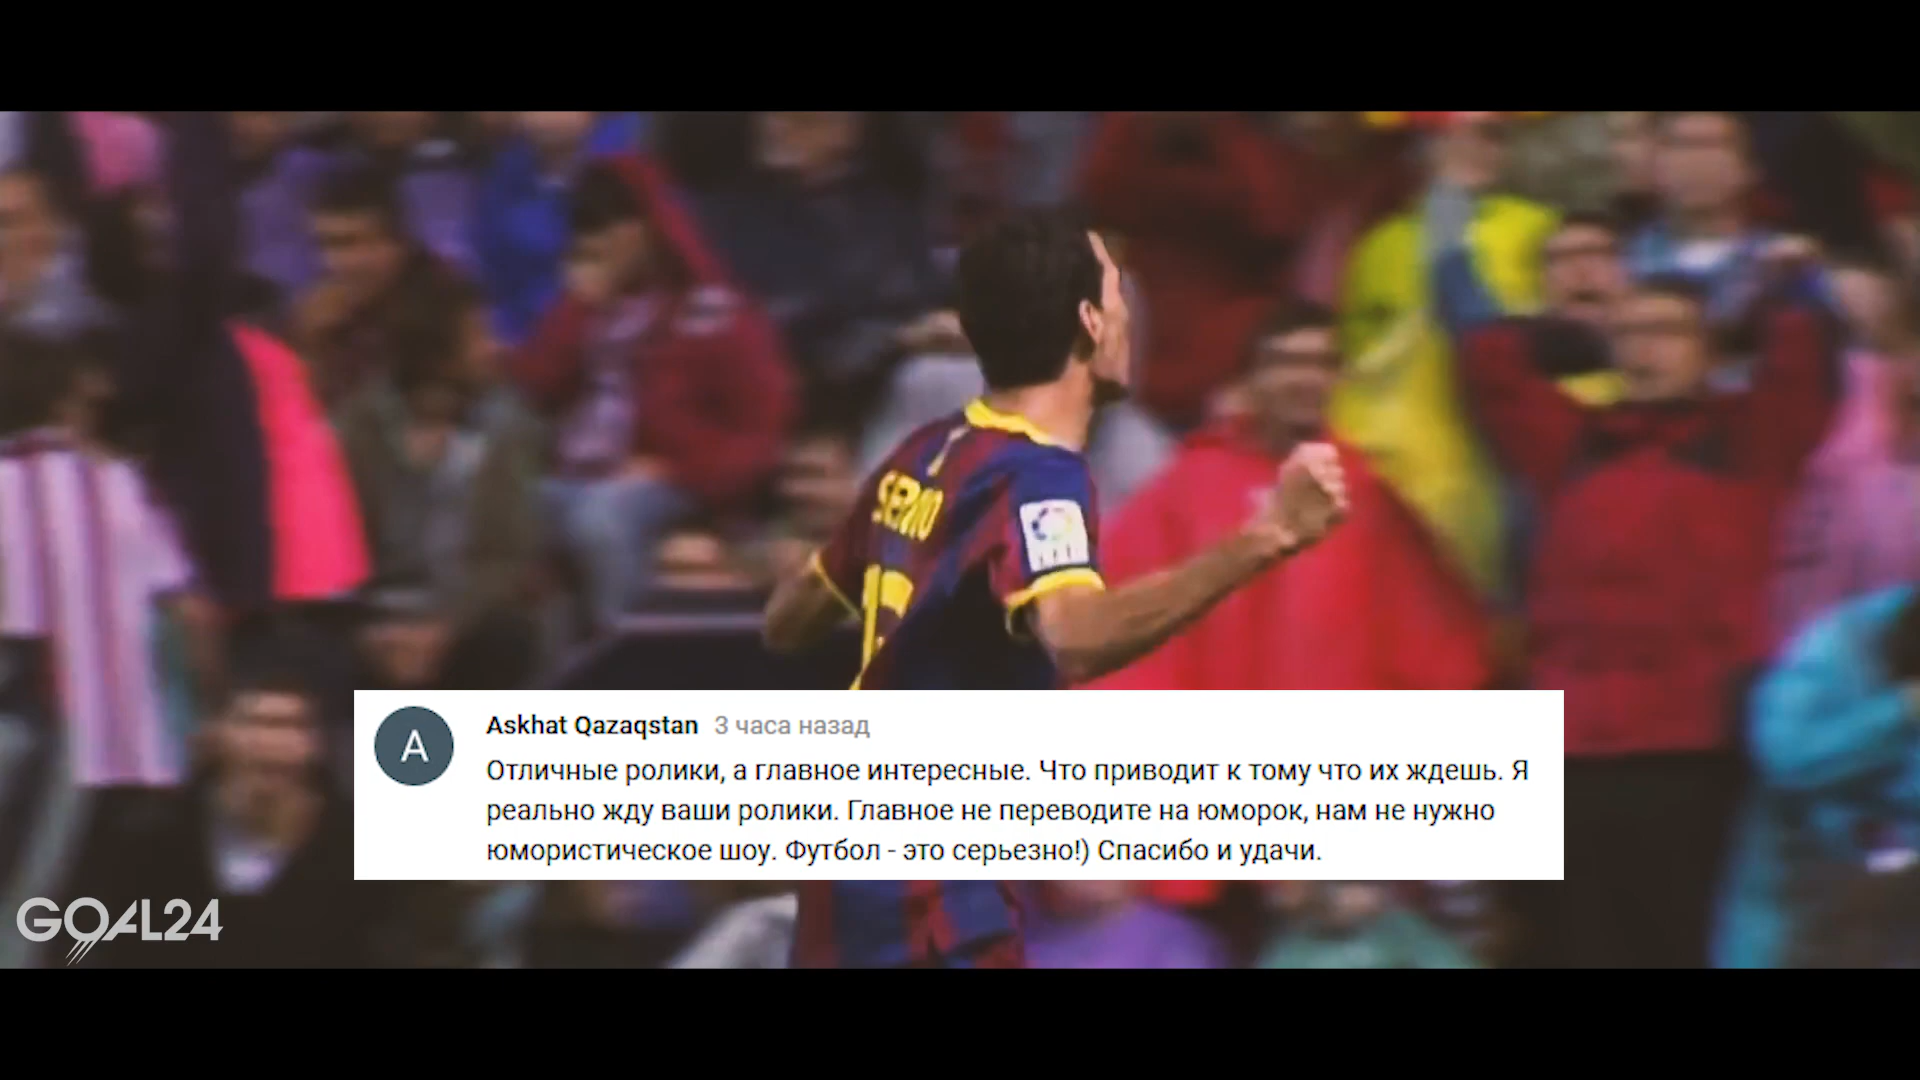 SERGIO
16
A
Askhat Qazaqstan 3 часа назад
Отличные ролики, а главное интересные. Что приводит к тому что их ждешь. Я
реально жду ваши ролики. Главное не переводите на юморок, нам не нужно
юмористическое шоу. Футбол - это серьезно!) Спасибо и удачи.
GOAL24